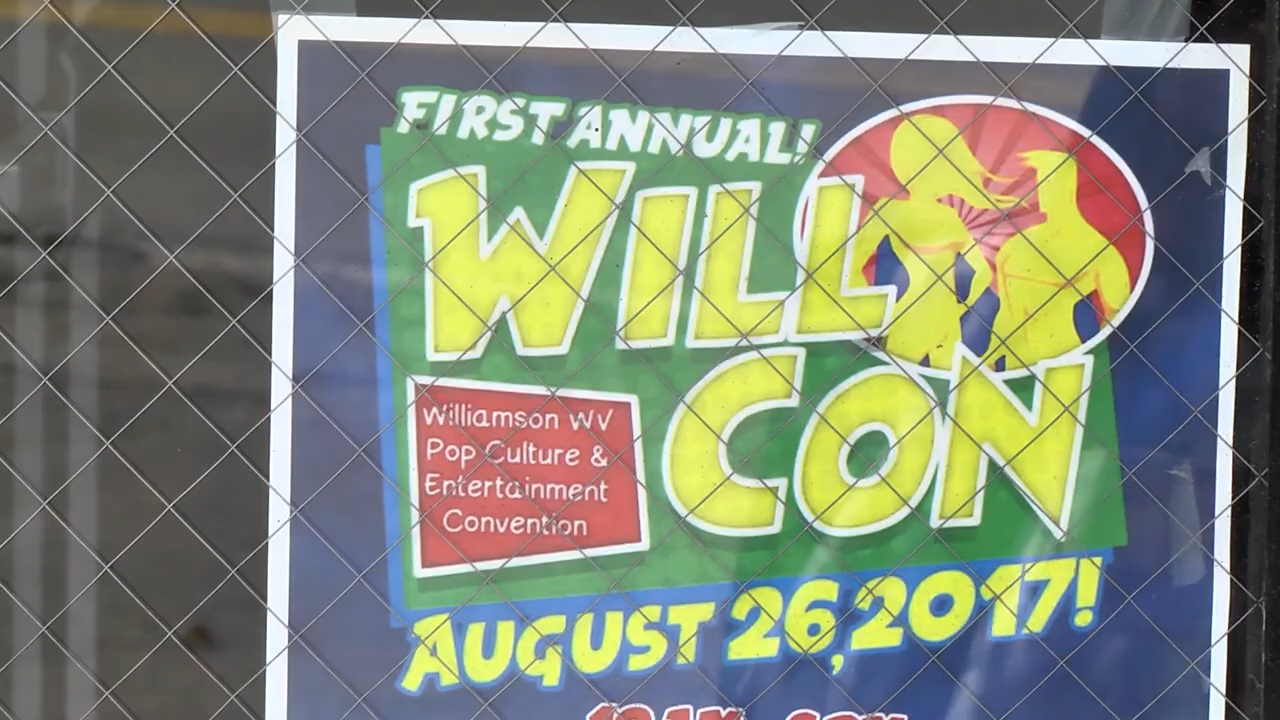 FIRST ANNUAL!
WILL
CON
Williamson WV
Pop Culture &
Entertainment
Convention
AUGUST 26, 2017!